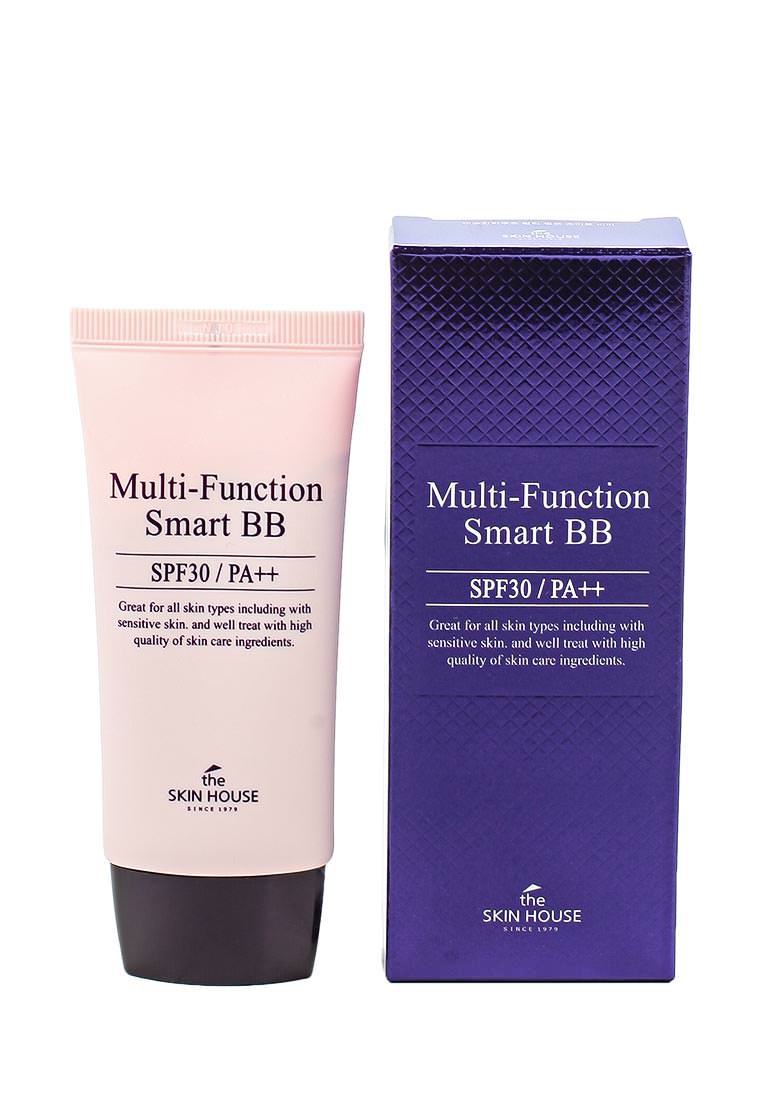 Multi-Function
Smart BB
SPF30 / PA++
Great for all skin types including with
sensitive skin. and well treat with high
quality of skin care ingredients.
the
SKIN HOUSE
SINCE 1979
the
SKIN HOUSE
Multi-Function
Smart BB
SPF30 / PA++
Great for all skin types including with
sensitive skin. and well treat with high
quality of skin care ingredients.
the
SKIN HOUSE
SINCE 1979